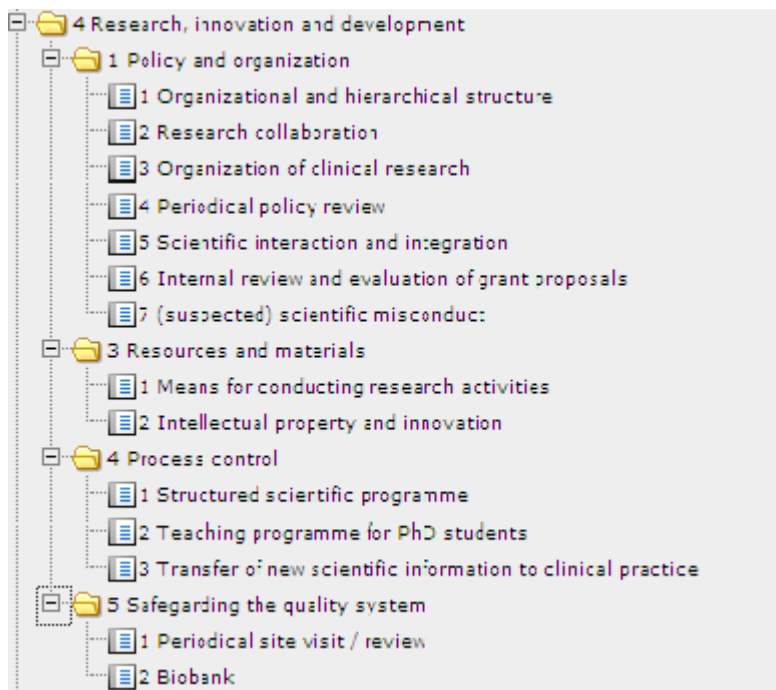 4 Research, innovation and development
1 Policy and organization
1 Organizational and hierarchical structure
2 Research collaboration
3 Organization of clinical research
4 Periodical policy review
5 Scientific interaction and integration
6 Internal review and evaluation of grant proposals
7 (suspected) scientific misconduct
3 Resources and materials
1 Means for conducting research activities
2 Intellectual property and innovation
4 Process control
1 Structured scientific programme
2 Teaching programme for PhD students
3 Transfer of new scientific information to clinical practice
5 Safegarding the quality system
1 Periodical site visit / review
2 Biobank